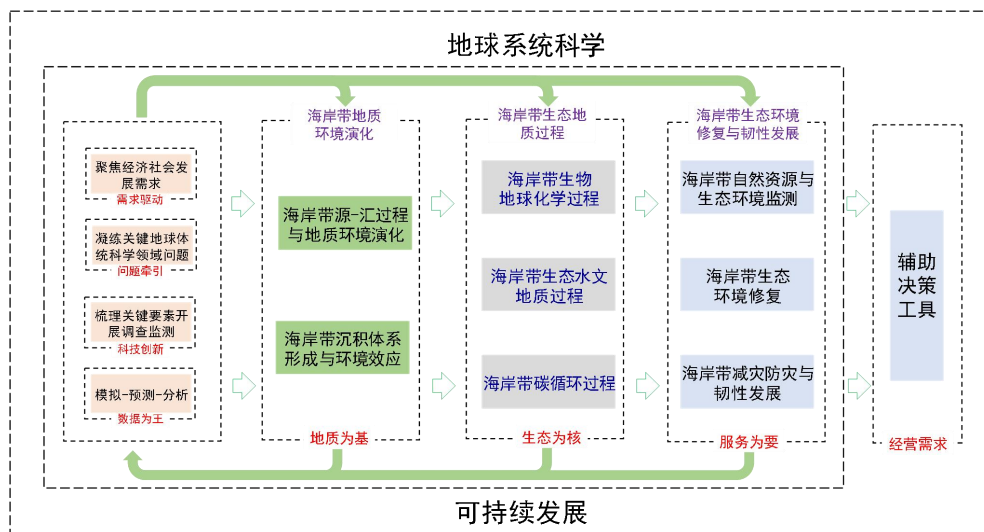 地球系统科学
聚焦经济社会发
展需求
需求驱动
凝练关键地球体
统科学领域问题
问题牵引
梳理关键要素开
展调查监测
科技创新
模拟-预测-分析
数据为王
海岸带地质
环境演化
海岸带源-汇过程
与地质环境演化
海岸带沉积体系
形成与环境效应
地质为基
海岸带生态地
质过程
海岸带生物
地球化学过程
海岸带生态水文
地质过程
海岸带碳循环过程
生态为核
海岸带生态环境
修复与韧性发展
海岸带自然资源与
生态环境监测
海岸带生态
环境修复
海岸带减灾防灾与
韧性发展
服务为要
辅助
决策
工具
经营需求
可持续发展